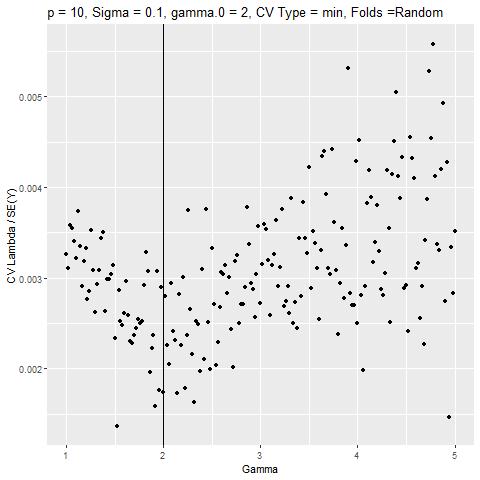 p = 10, Sigma = 0.1, gamma.0 = 2, CV Type = min, Folds =Random
CV Lambda / SE(Y)
0.005
0.004
0.003
0.002
1 2 3 4 5
Gamma